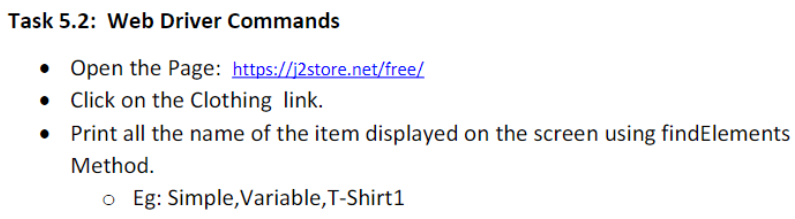 Task 5.2:  Web Driver Commands
• Open the Page:  https://j2store.net/free/
• Click on the Clothing  link.
• Print all the name of the item displayed on the screen using findElements
Method.
o Eg: Simple,Variable,T-Shirt1